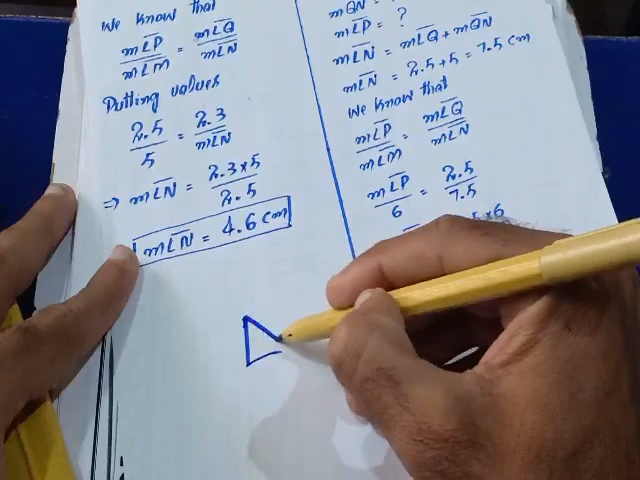 We know that
mLP/mLM = mLQ/mLN
Putting values
2.5/5 = 2.3/mLN
⇒ mLN = 2.3×5/2.5
mLN = 4.6 cm
mQN =
mLP = ?
mLN = mLQ + mQN
mLN = 2.5+5 = 7.5 cm
We know that
mLP/mLM = mLQ/mLN
mLP/6 = 2.5/7.5